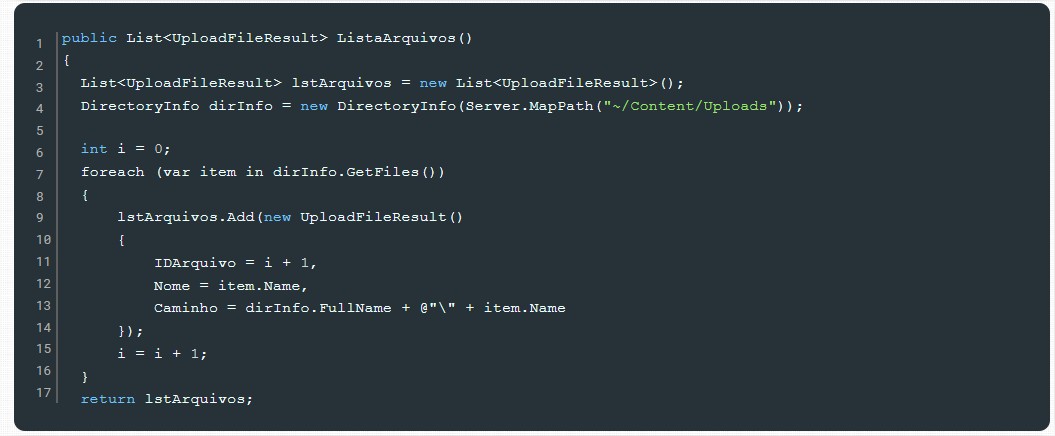 1 public List<UploadFileResult> ListaArquivos()
2 {
3 List<UploadFileResult> lstArquivos = new List<UploadFileResult>();
4 DirectoryInfo dirInfo = new DirectoryInfo(Server.MapPath("~/Content/Uploads"));
5
6 int i = 0;
7 foreach (var item in dirInfo.GetFiles())
8 {
9 lstArquivos.Add(new UploadFileResult()
10 {
11 IDArquivo = i + 1,
12 Nome = item.Name,
13 Caminho = dirInfo.FullName + @"\" + item.Name
14 });
15 i = i + 1;
16 }
17 return lstArquivos;